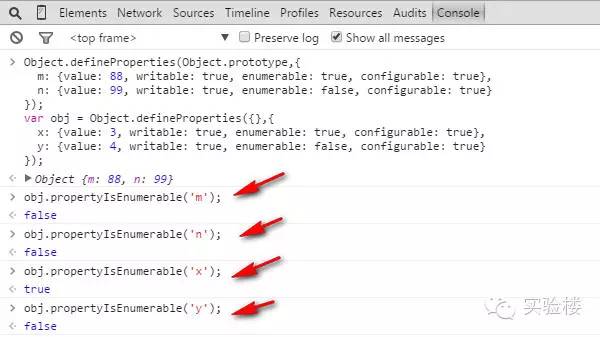 Elements Network Sources Timeline Profiles Resources Audits Console
<top frame> Preserve log Show all messages
Object.defineProperties(Object.prototype,{
m: {value: 88, writable: true, enumerable: true, configurable: true},
n: {value: 99, writable: true, enumerable: false, configurable: true}
});
var obj = Object.defineProperties({},{
x: {value: 3, writable: true, enumerable: true, configurable: true},
y: {value: 4, writable: true, enumerable: false, configurable: true}
});
Object {m: 88, n: 99}
obj.propertyIsEnumerable('m');
false
obj.propertyIsEnumerable('n');
false
obj.propertyIsEnumerable('x');
true
obj.propertyIsEnumerable('y');
false
实验楼